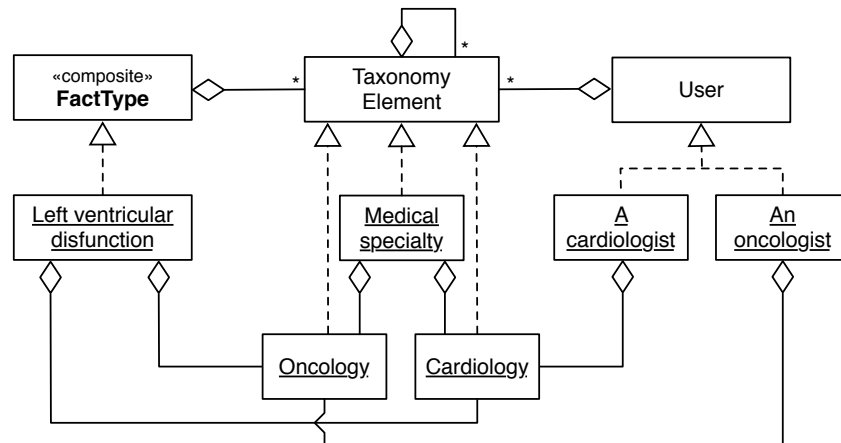 *
«composite»
FactType
*
Taxonomy
Element
*
User
Left ventricular
disfunction
Medical
specialty
A
cardiologist
An
oncologist
Oncology
Cardiology